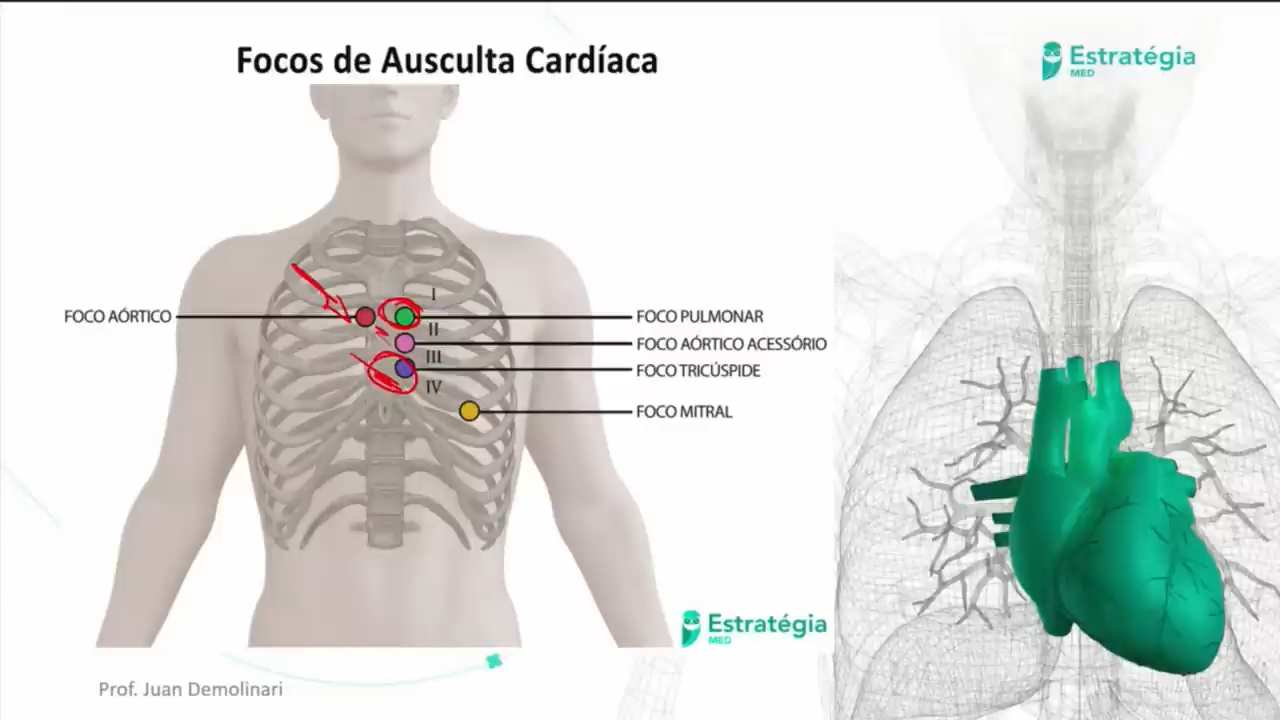 Focos de Ausculta Cardíaca
Estratégia
MED
I
FOCO AÓRTICO
FOCO PULMONAR
II
FOCO AÓRTICO ACESSÓRIO
III
FOCO TRICÚSPIDE
IV
FOCO MITRAL
Estratégia
MED
Prof. Juan Demolinari